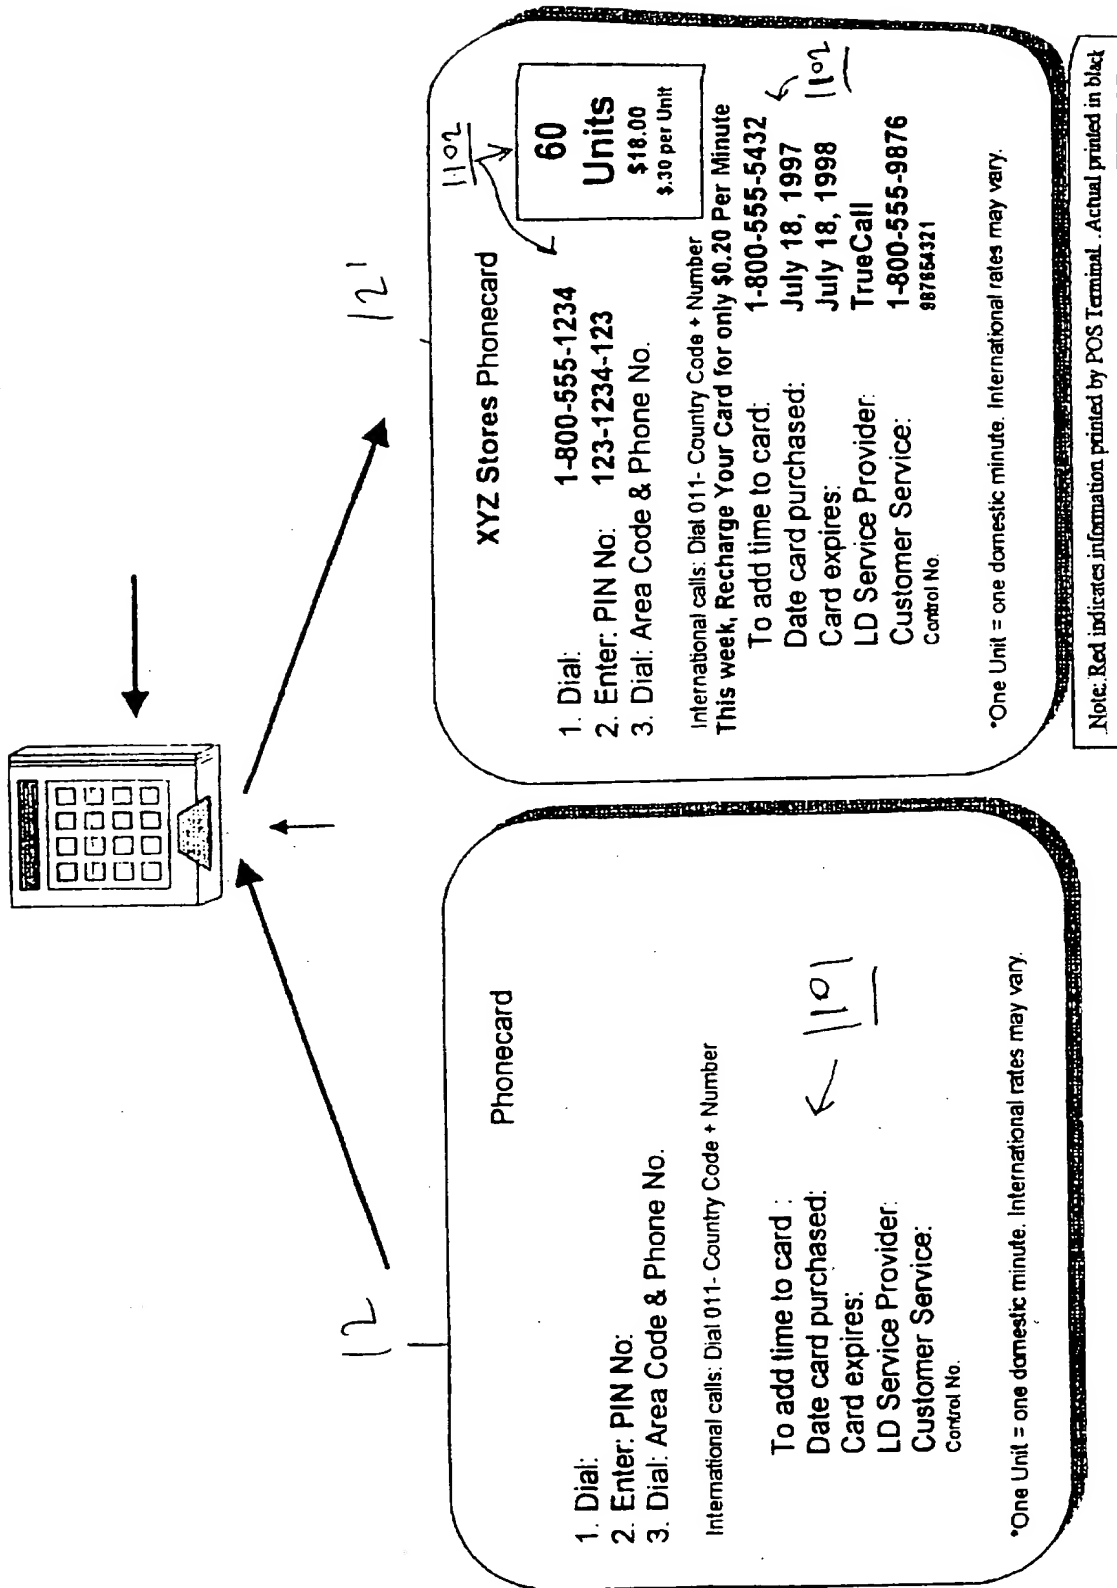 12
Phonecard
1. Dial:
2. Enter: PIN No:
3. Dial: Area Code & Phone No.
International calls: Dial 011- Country Code + Number
To add time to card :
Date card purchased:
1101
Card expires:
LD Service Provider:
Customer Service:
Control No.
*One Unit = one domestic minute. International rates may vary.
12'
1102
XYZ Stores Phonecard
60
Units
$18.00
$.30 per Unit
1. Dial: 1-800-555-1234
2. Enter: PIN No: 123-1234-123
3. Dial: Area Code & Phone No.
International calls: Dial 011- Country Code + Number
This week, Recharge Your Card for only $0.20 Per Minute
To add time to card: 1-800-555-5432
Date card purchased: July 18, 1997
1102
Card expires: July 18, 1998
LD Service Provider: TrueCall
Customer Service: 1-800-555-9876
Control No. 987654321
*One Unit = one domestic minute. International rates may vary.
Note: Red indicates information printed by POS Terminal. Actual printed in black